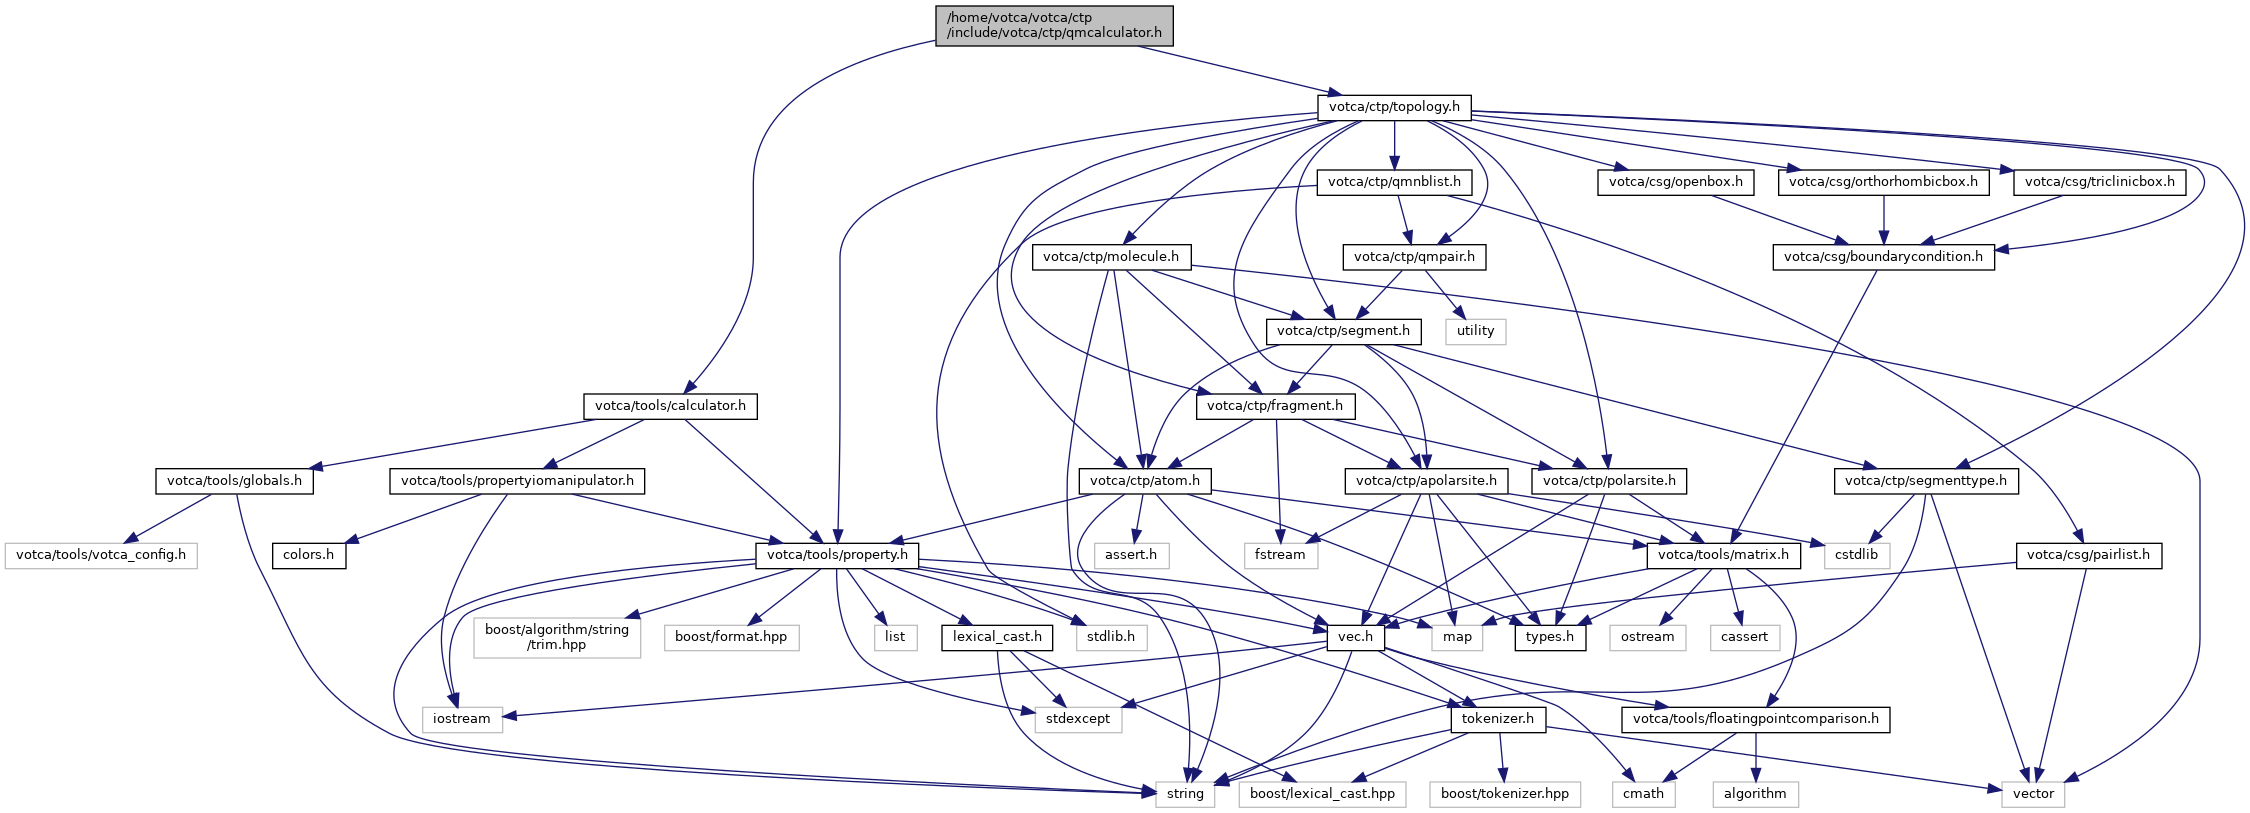 /home/votca/votca/ctp
/include/votca/ctp/qmcalculator.h
votca/ctp/topology.h
votca/ctp/qmnblist.h
votca/csg/openbox.h
votca/csg/orthorhombicbox.h
votca/csg/triclinicbox.h
votca/ctp/molecule.h
votca/ctp/qmpair.h
votca/csg/boundarycondition.h
votca/ctp/segment.h
utility
votca/tools/calculator.h
votca/ctp/fragment.h
votca/tools/globals.h
votca/tools/propertyiomanipulator.h
votca/ctp/atom.h
votca/ctp/apolarsite.h
votca/ctp/polarsite.h
votca/ctp/segmenttype.h
votca/tools/votca_config.h
colors.h
votca/tools/property.h
assert.h
fstream
votca/tools/matrix.h
cstdlib
votca/csg/pairlist.h
boost/algorithm/string
/trim.hpp
boost/format.hpp
list
lexical_cast.h
stdlib.h
vec.h
map
types.h
ostream
cassert
iostream
stdexcept
tokenizer.h
votca/tools/floatingpointcomparison.h
string
boost/lexical_cast.hpp
boost/tokenizer.hpp
cmath
algorithm
vector